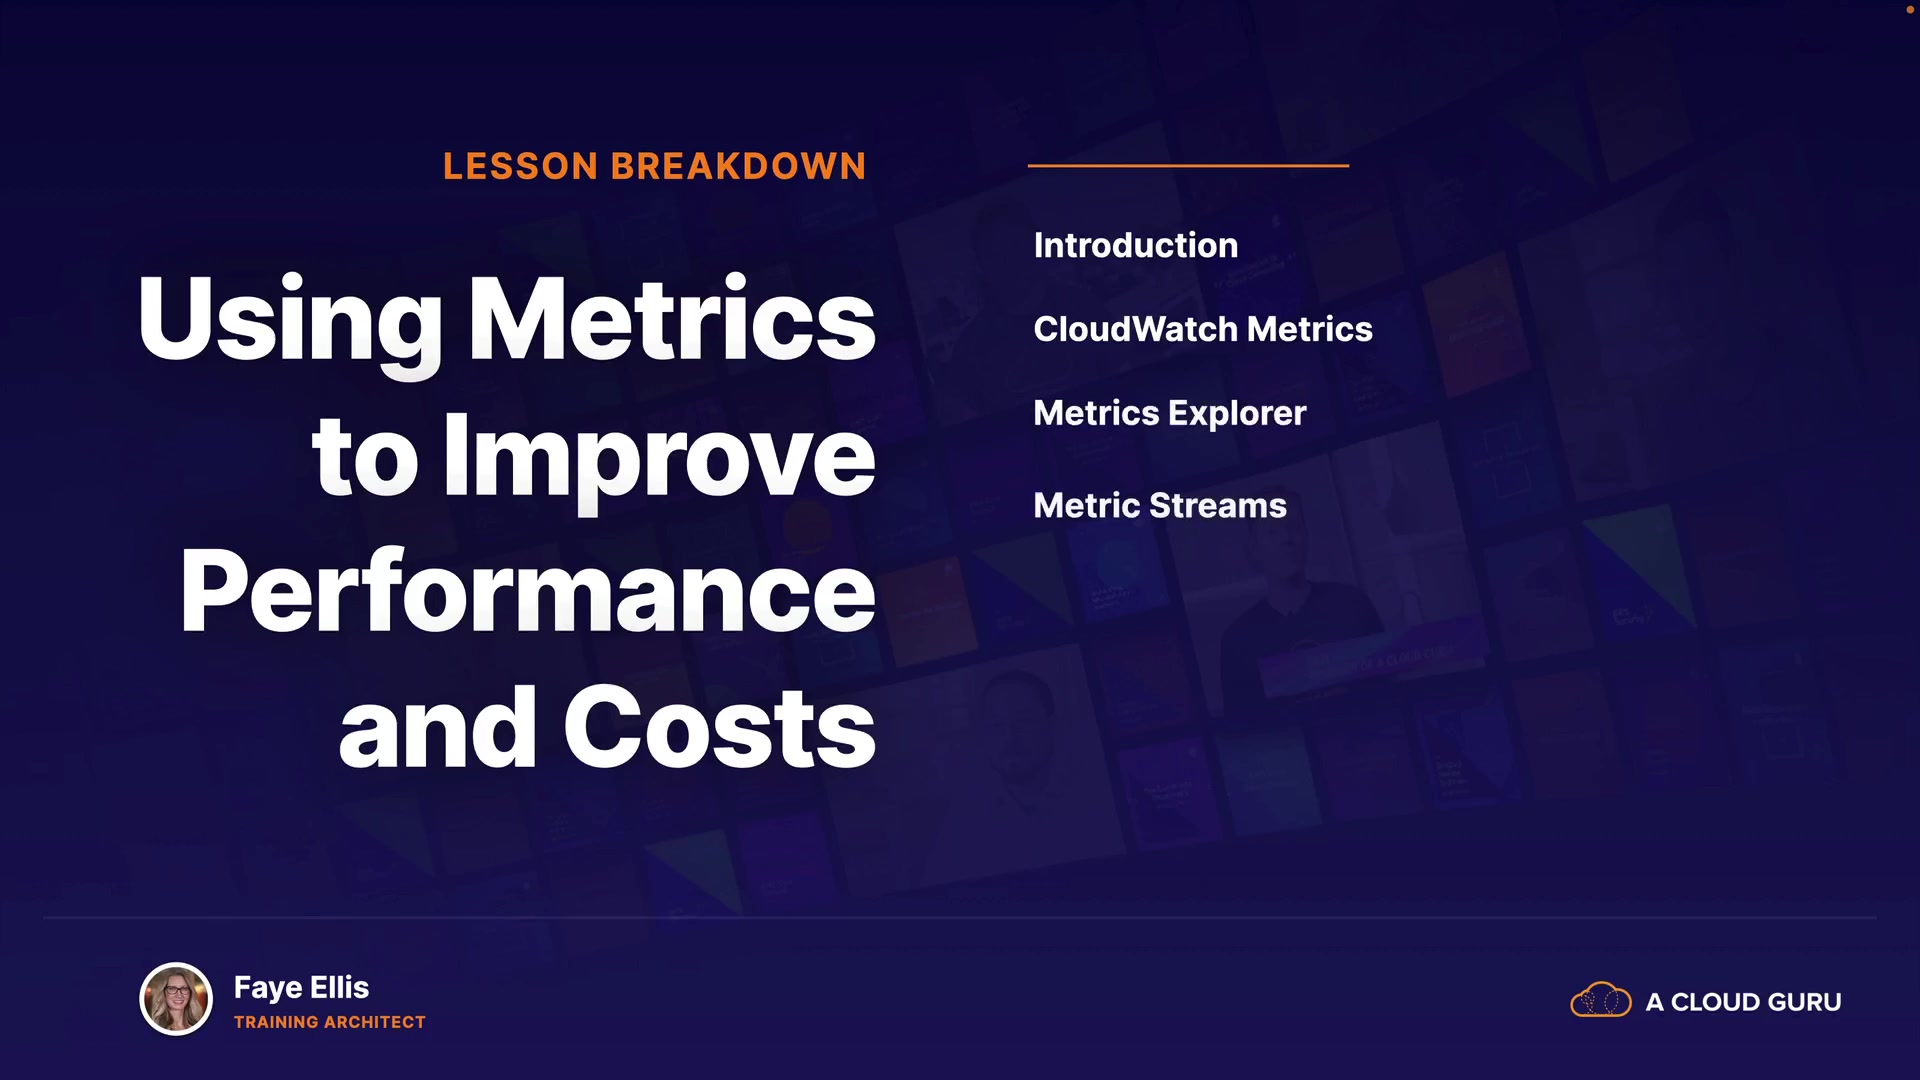 LESSON BREAKDOWN
Using Metrics
to Improve
Performance
and Costs
Introduction
CloudWatch Metrics
Metrics Explorer
Metric Streams
Faye Ellis
TRAINING ARCHITECT
A CLOUD GURU